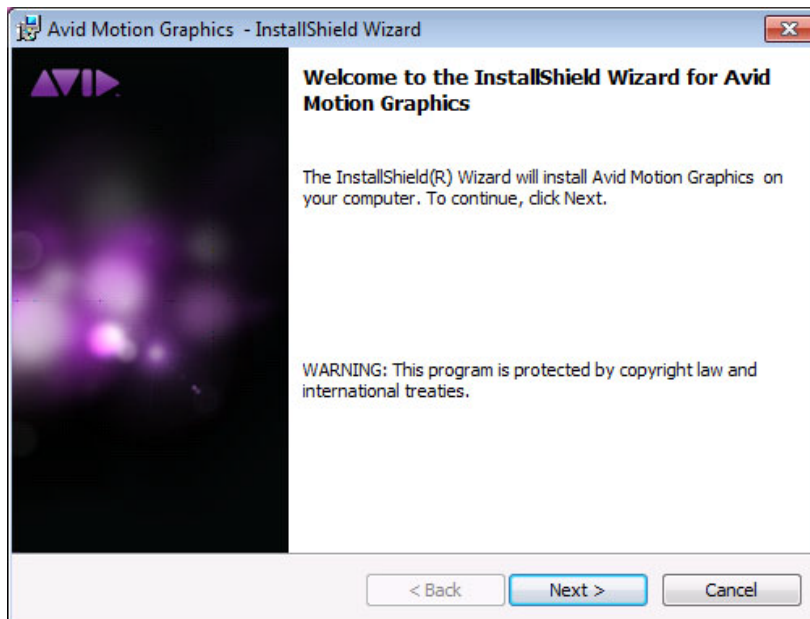 Avid Motion Graphics - InstallShield Wizard
AVID
Welcome to the InstallShield Wizard for Avid
Motion Graphics
The InstallShield(R) Wizard will install Avid Motion Graphics on
your computer. To continue, click Next.
WARNING: This program is protected by copyright law and
international treaties.
< Back Next > Cancel